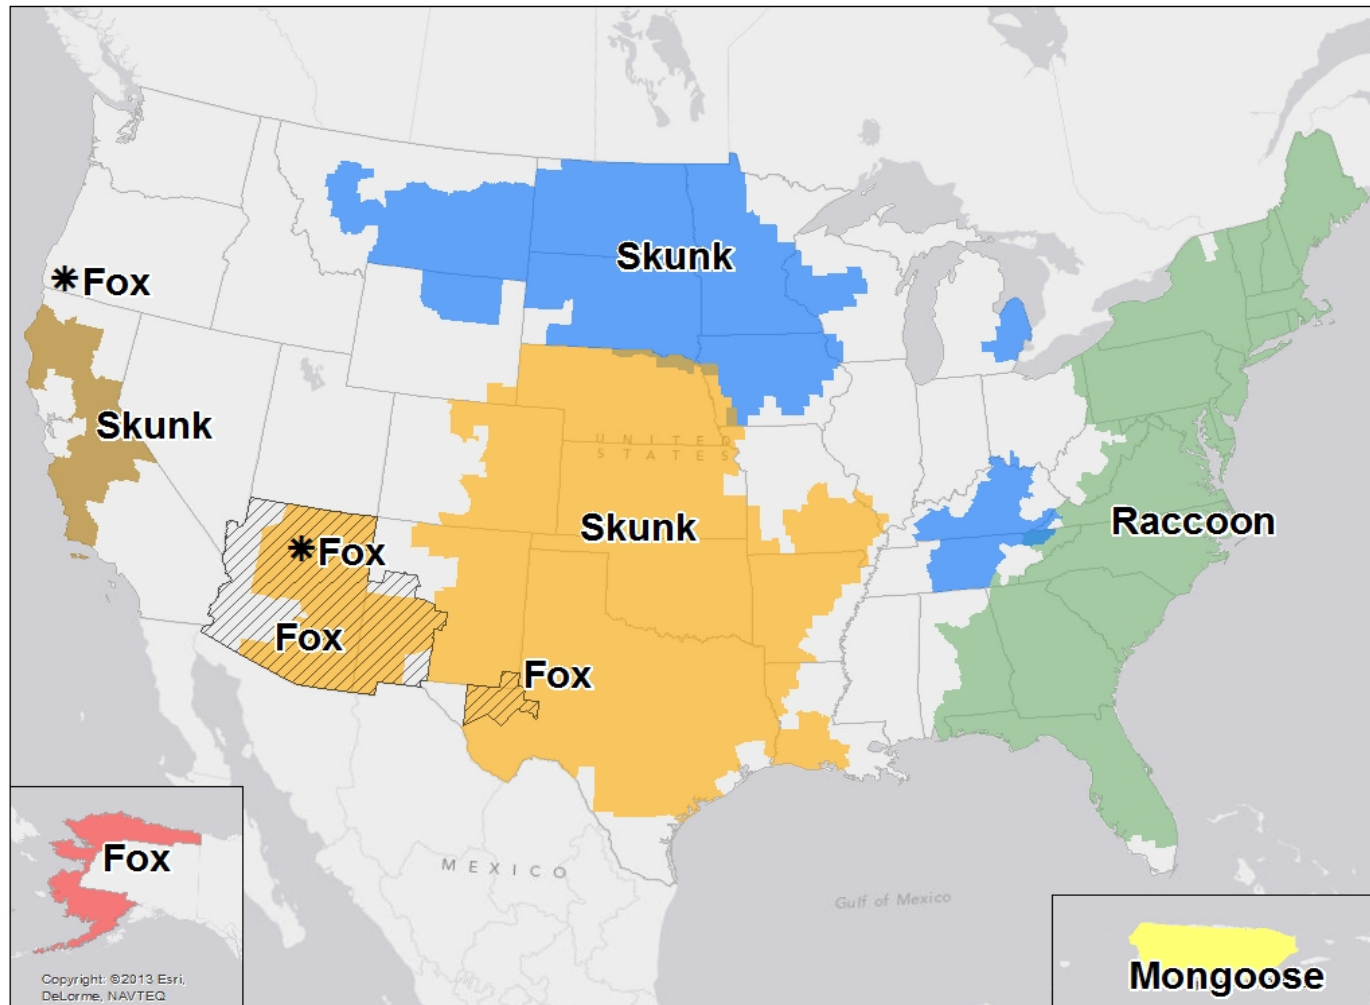 Skunk
✱Fox
Skunk
UNITED
STATES
Skunk
Raccoon
✱Fox
Fox
Fox
MEXICO
Fox
Gulf of Mexico
Mongoose
Copyright: ©2013 Esri,
DeLorme, NAVTEQ